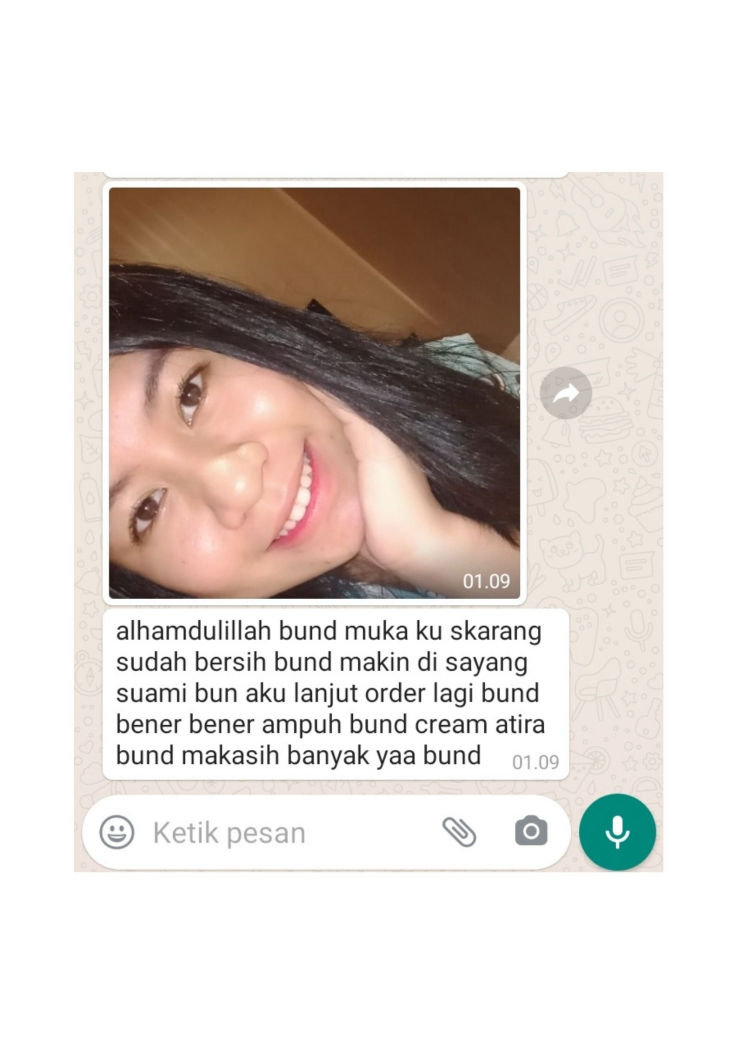 01.09
alhamdulillah bund muka ku skarang
sudah bersih bund makin di sayang
suami bun aku lanjut order lagi bund
bener bener ampuh bund cream atira
bund makasih banyak yaa bund
01.09
Ketik pesan